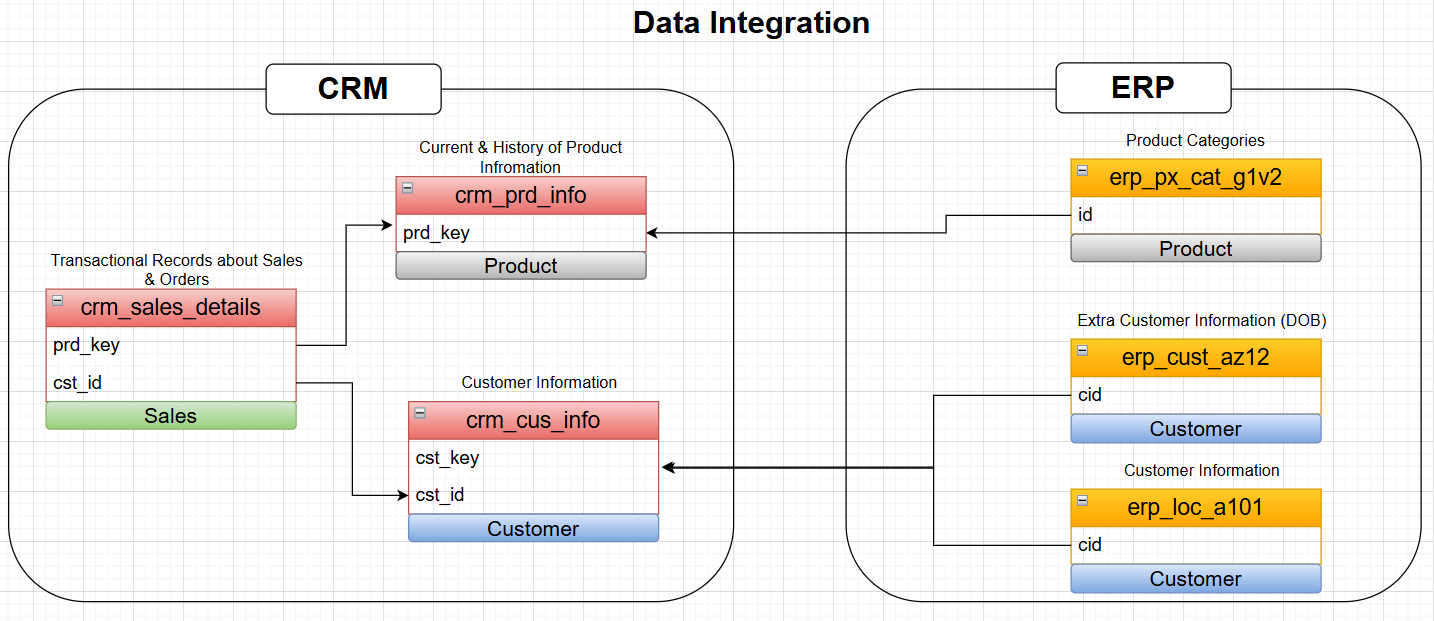 Data Integration
CRM
Current & History of Product
Infromation
crm_prd_info
prd_key
Product
Transactional Records about Sales
& Orders
crm_sales_details
prd_key
cst_id
Sales
Customer Information
crm_cus_info
cst_key
cst_id
Customer
ERP
Product Categories
erp_px_cat_g1v2
id
Product
Extra Customer Information (DOB)
erp_cust_az12
cid
Customer
Customer Information
erp_loc_a101
cid
Customer